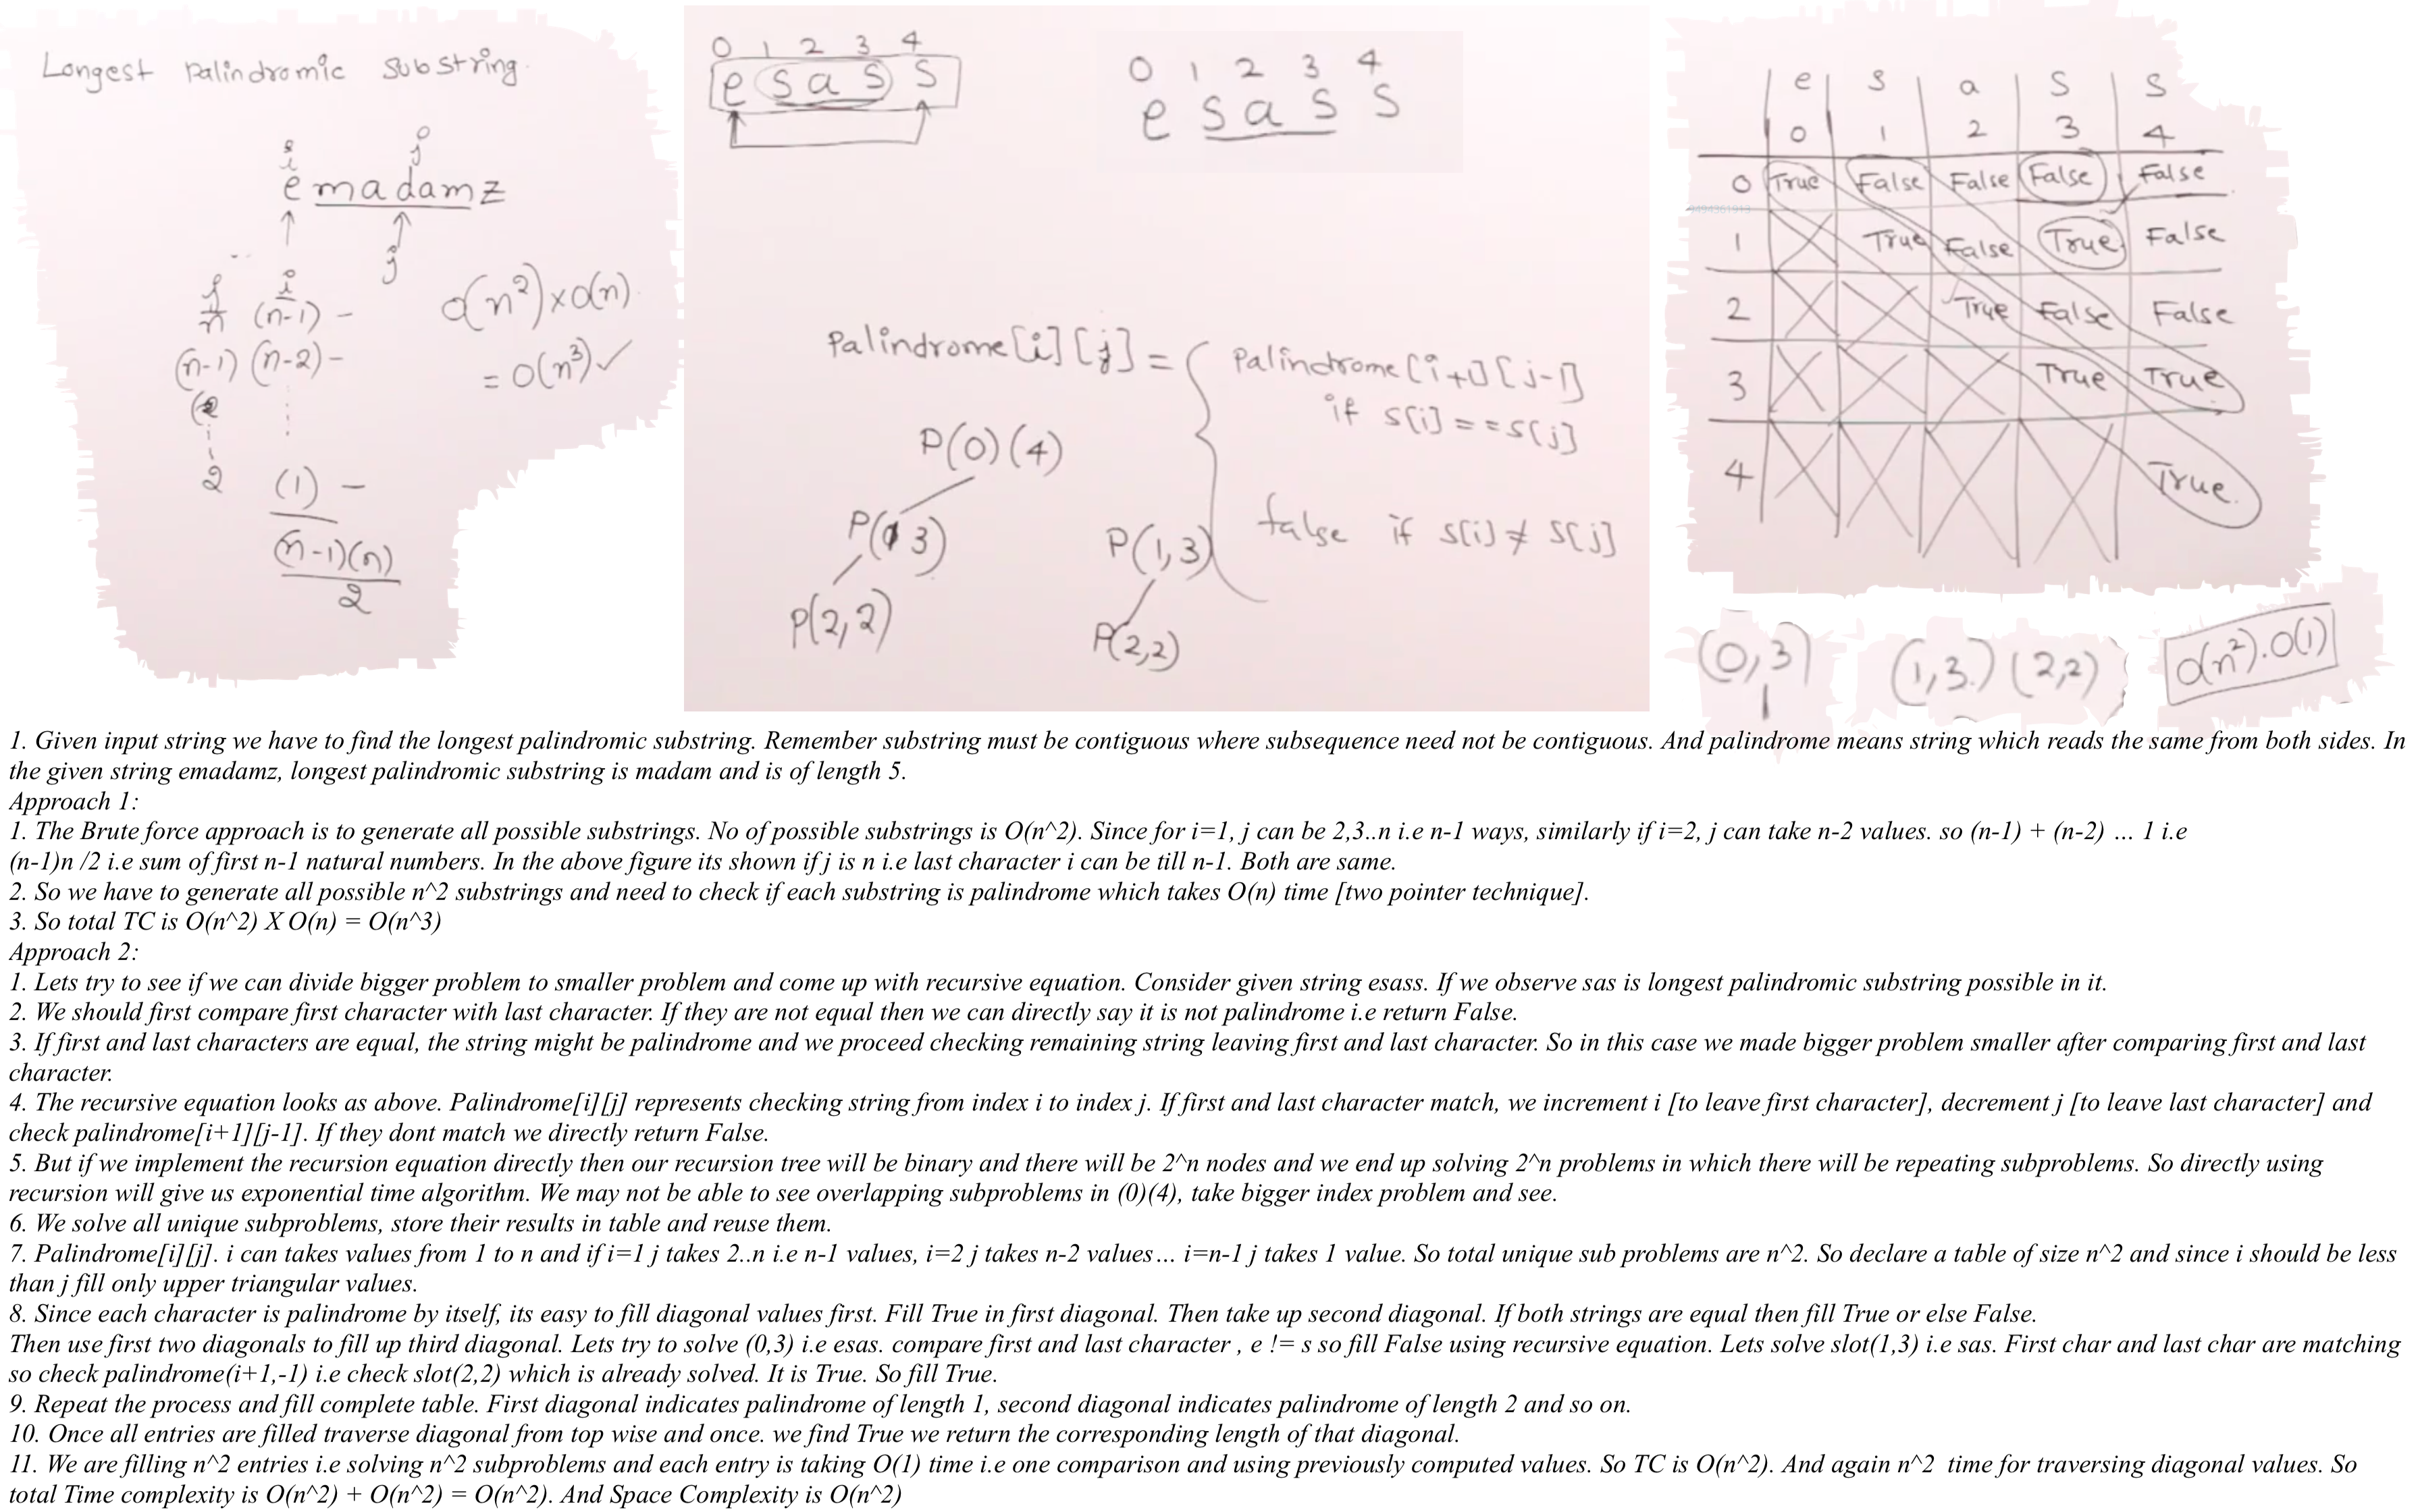 Longest Palindromic Substring
i j
emadamz
j
j i
n (n-1) -
(n-1) (n-2) -
2 (1) -
(n-1)(n)
2
O(n^2) x O(n)
= O(n^3) ✓
0 1 2 3 4
e s a s s
0 1 2 3 4
e s a s s
Palindrome[i][j] = { Palindrome[i+1][j-1]
if s[i] == s[j]
false if s[i] ≠ s[j]
P(0)(4)
P(1 3)
P(2,2)
P(1,3)
P(2,2)
e s a s s
0 1 2 3 4
0 True False False False False
1 True False True False
2 True False False
3 True True
4 True
(0,3) (1,3) (2,2) O(n^2).O(1)
1. Given input string we have to find the longest palindromic substring. Remember substring must be contiguous where subsequence need not be contiguous. And palindrome means string which reads the same from both sides. In
the given string emadamz, longest palindromic substring is madam and is of length 5.
Approach 1:
1. The Brute force approach is to generate all possible substrings. No of possible substrings is O(n^2). Since for i=1, j can be 2,3..n i.e n-1 ways, similarly if i=2, j can take n-2 values. so (n-1) + (n-2) ... 1 i.e
(n-1)n /2 i.e sum of first n-1 natural numbers. In the above figure its shown if j is n i.e last character i can be till n-1. Both are same.
2. So we have to generate all possible n^2 substrings and need to check if each substring is palindrome which takes O(n) time [two pointer technique].
3. So total TC is O(n^2) X O(n) = O(n^3)
Approach 2:
1. Lets try to see if we can divide bigger problem to smaller problem and come up with recursive equation. Consider given string esass. If we observe sas is longest palindromic substring possible in it.
2. We should first compare first character with last character. If they are not equal then we can directly say it is not palindrome i.e return False.
3. If first and last characters are equal, the string might be palindrome and we proceed checking remaining string leaving first and last character. So in this case we made bigger problem smaller after comparing first and last
character.
4. The recursive equation looks as above. Palindrome[i][j] represents checking string from index i to index j. If first and last character match, we increment i [to leave first character], decrement j [to leave last character] and
check palindrome[i+1][j-1]. If they dont match we directly return False.
5. But if we implement the recursion equation directly then our recursion tree will be binary and there will be 2^n nodes and we end up solving 2^n problems in which there will be repeating subproblems. So directly using
recursion will give us exponential time algorithm. We may not be able to see overlapping subproblems in (0)(4), take bigger index problem and see.
6. We solve all unique subproblems, store their results in table and reuse them.
7. Palindrome[i][j]. i can takes values from 1 to n and if i=1 j takes 2..n i.e n-1 values, i=2 j takes n-2 values... i=n-1 j takes 1 value. So total unique sub problems are n^2. So declare a table of size n^2 and since i should be less
than j fill only upper triangular values.
8. Since each character is palindrome by itself, its easy to fill diagonal values first. Fill True in first diagonal. Then take up second diagonal. If both strings are equal then fill True or else False.
Then use first two diagonals to fill up third diagonal. Lets try to solve (0,3) i.e esas. compare first and last character , e != s so fill False using recursive equation. Lets solve slot(1,3) i.e sas. First char and last char are matching
so check palindrome(i+1,-1) i.e check slot(2,2) which is already solved. It is True. So fill True.
9. Repeat the process and fill complete table. First diagonal indicates palindrome of length 1, second diagonal indicates palindrome of length 2 and so on.
10. Once all entries are filled traverse diagonal from top wise and once. we find True we return the corresponding length of that diagonal.
11. We are filling n^2 entries i.e solving n^2 subproblems and each entry is taking O(1) time i.e one comparison and using previously computed values. So TC is O(n^2). And again n^2 time for traversing diagonal values. So
total Time complexity is O(n^2) + O(n^2) = O(n^2). And Space Complexity is O(n^2)